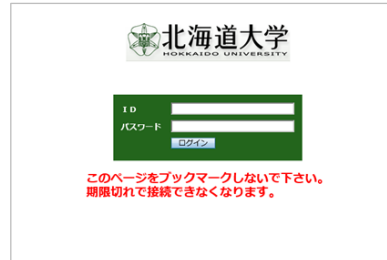 北海道大学
HOKKAIDO UNIVERSITY
ID
パスワード
ログイン
このページをブックマークしないで下さい。
期限切れで接続できなくなります。